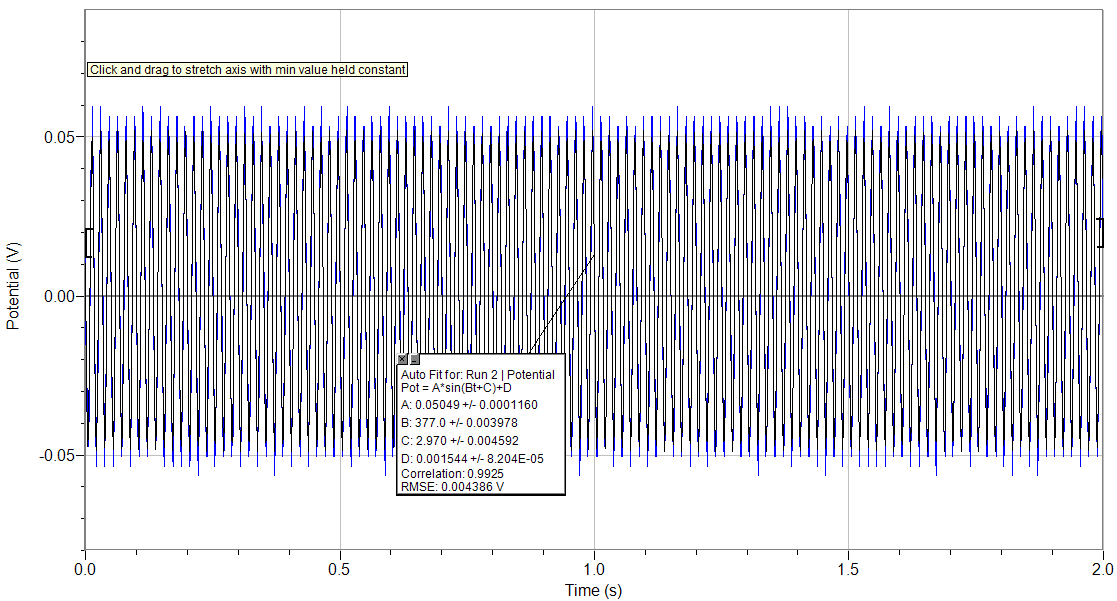 Click and drag to stretch axis with min value held constant
0.05
0.00
-0.05
Potential (V)
Auto Fit for: Run 2 | Potential
Pot = A*sin(Bt+C)+D
A: 0.05049 +/- 0.0001160
B: 377.0 +/- 0.003978
C: 2.970 +/- 0.004592
D: 0.001544 +/- 8.204E-05
Correlation: 0.9925
RMSE: 0.004386 V
0.0 0.5 1.0 1.5 2.0
Time (s)